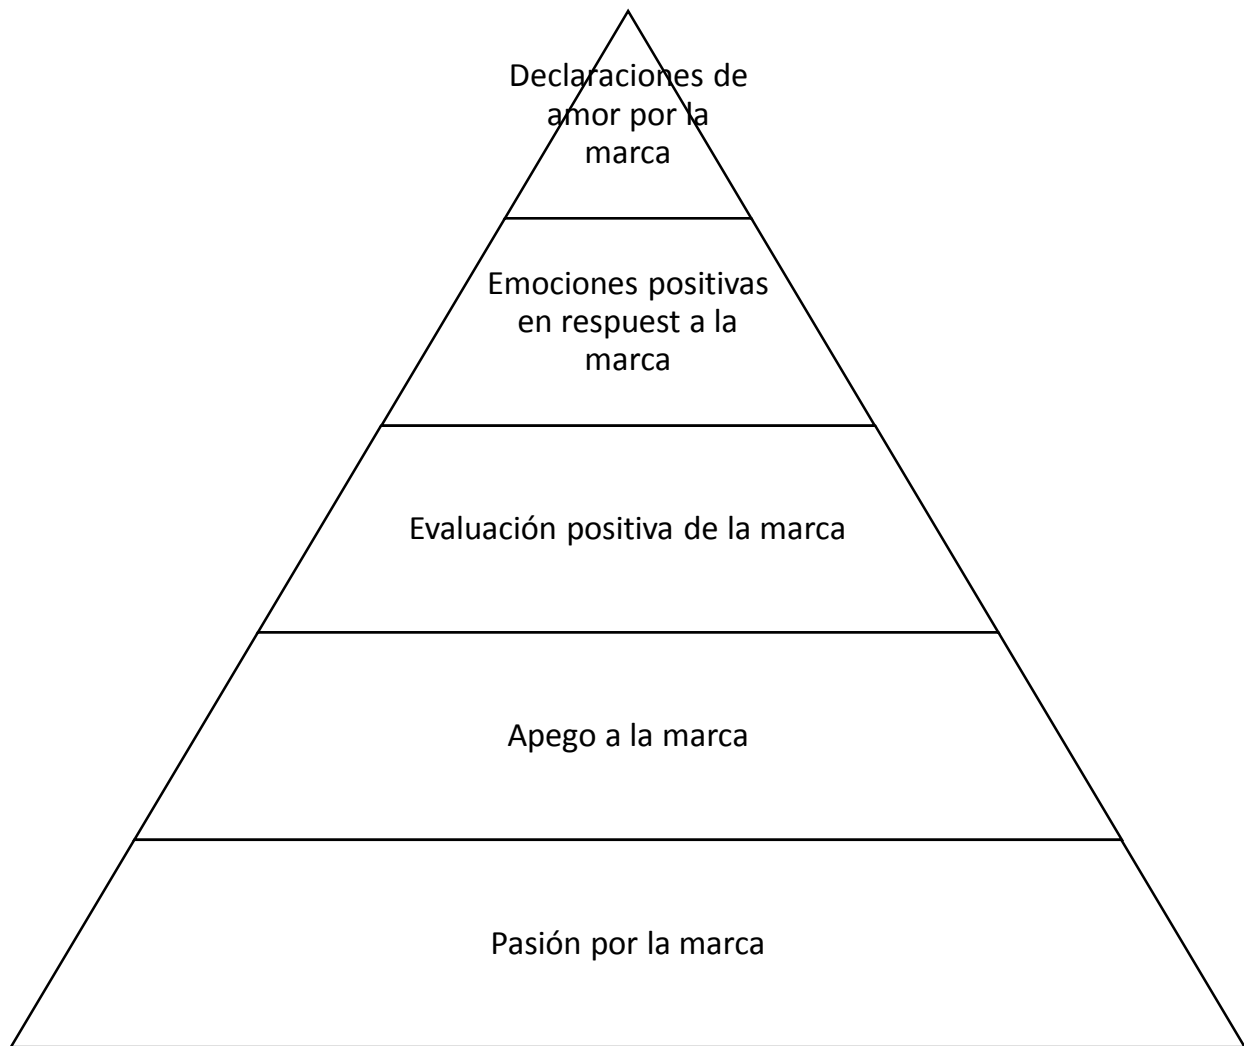 Declaraciones de
amor por la
marca
Emociones positivas
en respuest a la
marca
Evaluación positiva de la marca
Apego a la marca
Pasión por la marca